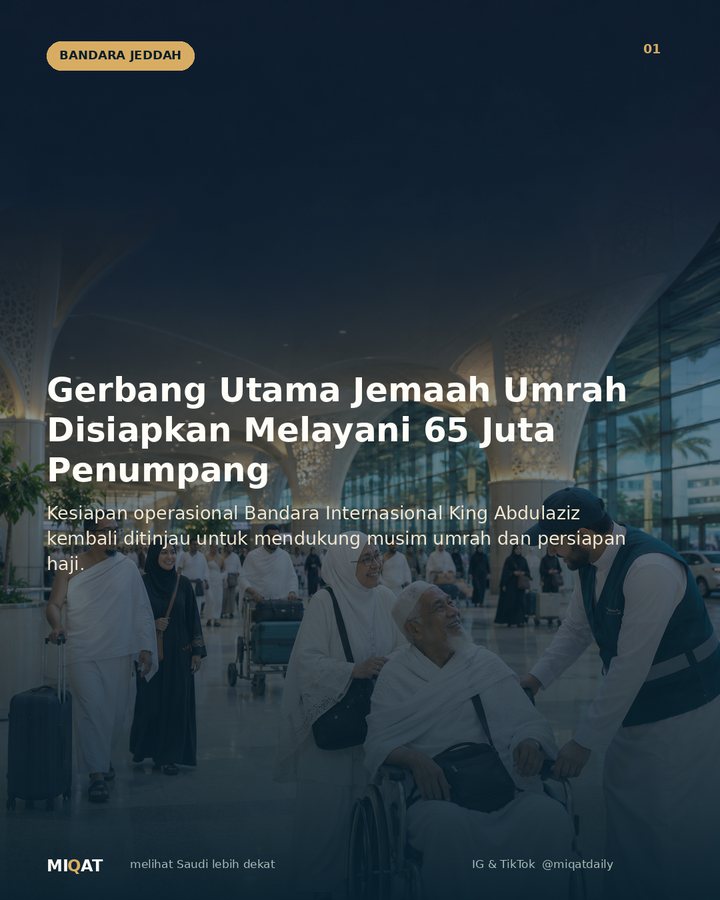 BANDARA JEDDAH
01
Gerbang Utama Jemaah Umrah
Disiapkan Melayani 65 Juta
Penumpang
Kesiapan operasional Bandara Internasional King Abdulaziz
kembali ditinjau untuk mendukung musim umrah dan persiapan
haji.
MIQAT melihat Saudi lebih dekat IG & TikTok @miqatdaily